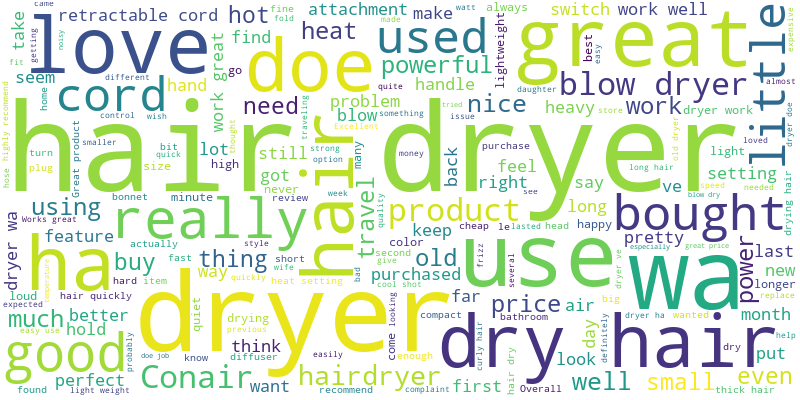 came
retractable cord
hot
attachment
make
always
fine
fold
made
watt
switch
work well
noisy
love
take
fit
getting
different
seem
hand
heat
find
go
doe
used
powerful
lightweight
great
best
easy
expensive
little
cord
need
work great
problem
blow
quite
handle
daughter
nice
heavy
blow dryer
work
dryer work
almost
home
control
wish
hose
highly recommend
turn
plug
Great product
smaller
bit
quick
size
lot
high
thought
traveling
option
strong
Excellent
still
got
never
minute
review
hair dryer
hair
many
week
money
tried
something
issue
purchase
see
back
feel
right
say
ve
store
light
long hair
old dryer
loved
needed
setting
drying hair
dryer doe
blow dry
bonnet
using
Works great
feature
dryer wa
really
travel
quality
product
keep
cheap
le
lasted
head
happy
long
bought
pretty
speed
especially
great price
actually
style
color
second
give
frizz
several
ha
buy
thing
fast
wife
short
way
quickly
bad
cool shot
old
purchased
use
wa
power
last
new
longer
replace
loud
hard
item
expected
temperature
hair quickly
heat setting
quiet
dryer
come
looking
far
compact
price
bathroom
air
big
wanted
month
much
better
hold
previous
drying
think
enough
curly hair
hair dry
dry hair
day
definitely
dryer ve
dryer ha
dry
help
put
good
easy use
probably
doe job
know
diffuser
easily
perfect
Conair
hairdryer
first
well
look
small
even
found
light weight
want
recommend
complaint
Overall
thick hair